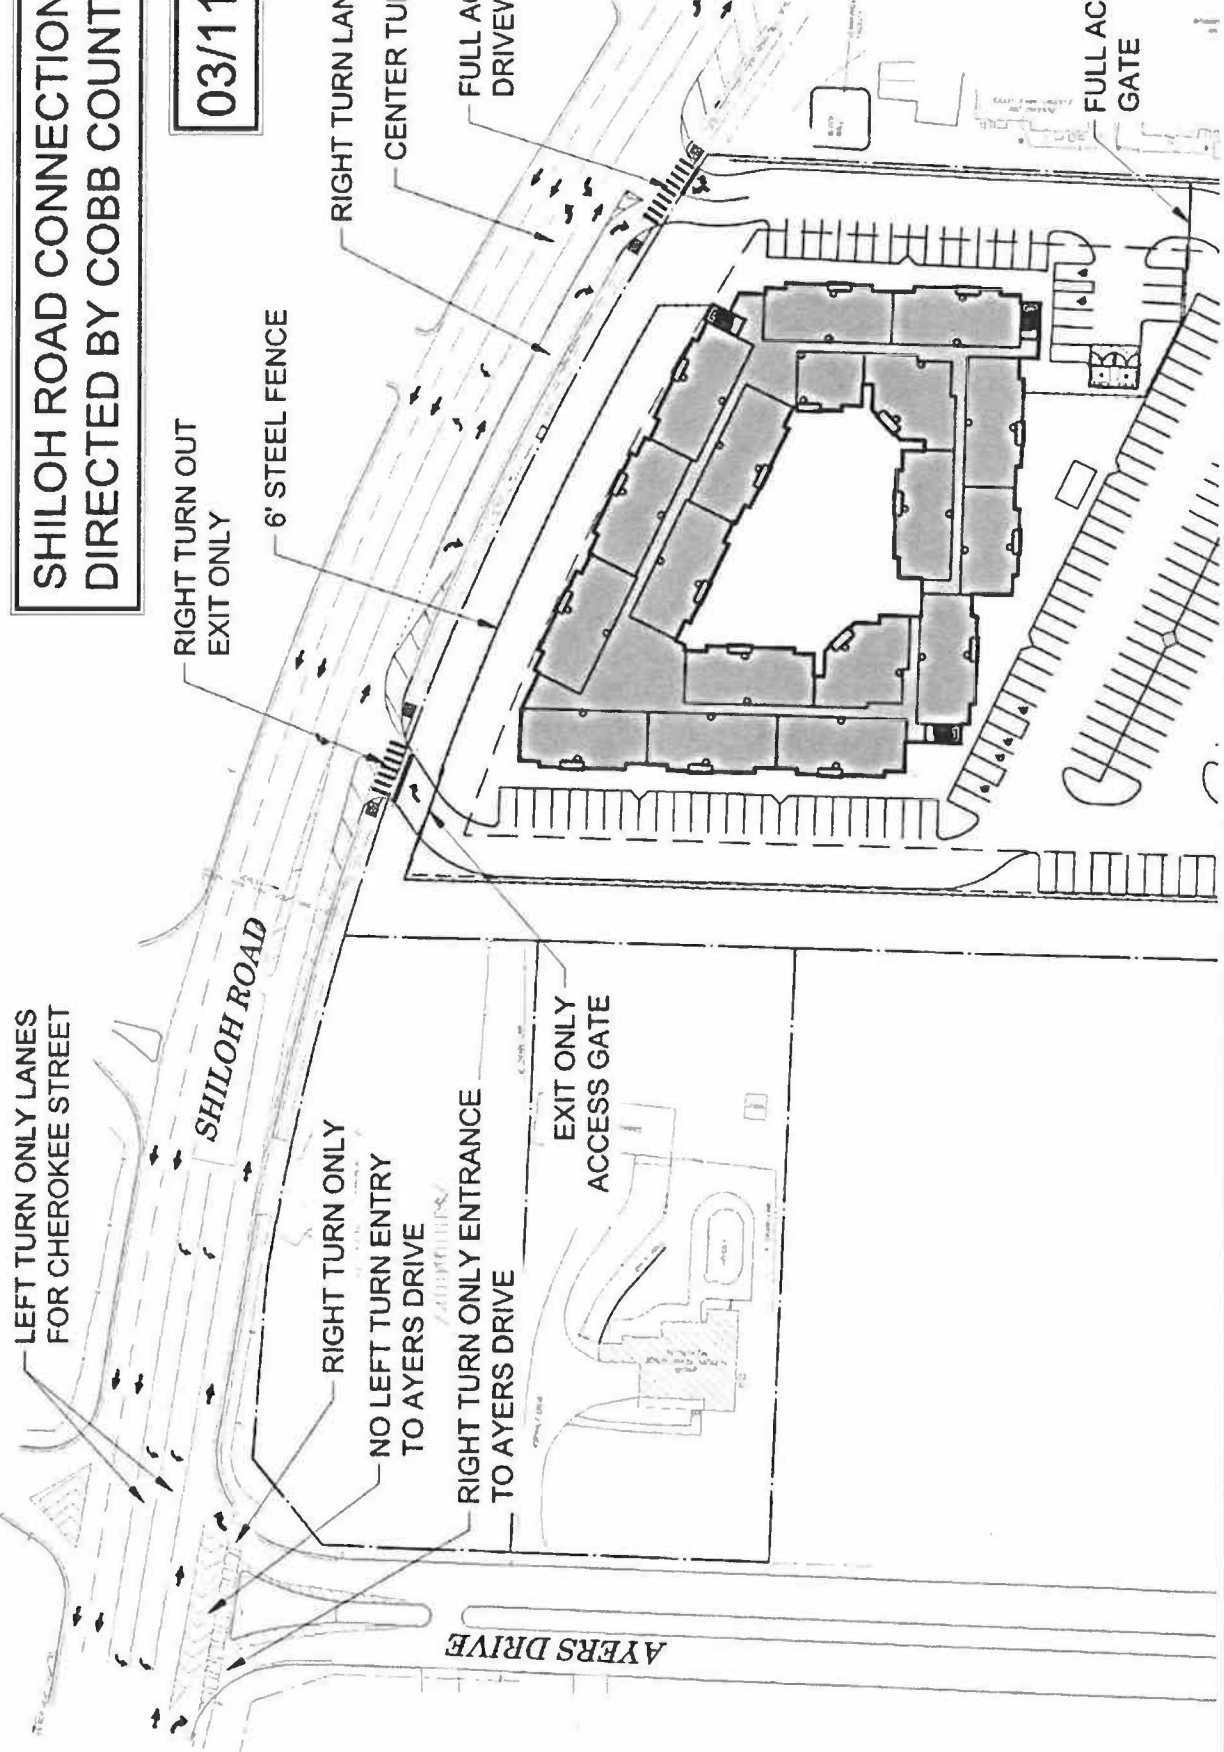 SHILOH ROAD CONNECTION
DIRECTED BY COBB COUNT
03/11
LEFT TURN ONLY LANES
FOR CHEROKEE STREET
SHILOH ROAD
RIGHT TURN OUT
EXIT ONLY
6' STEEL FENCE
RIGHT TURN LAN
CENTER TU
FULL AC
DRIVEW
FULL AC
GATE
RIGHT TURN ONLY
NO LEFT TURN ENTRY
TO AYERS DRIVE
RIGHT TURN ONLY ENTRANCE
TO AYERS DRIVE
EXIT ONLY
ACCESS GATE
AYERS DRIVE